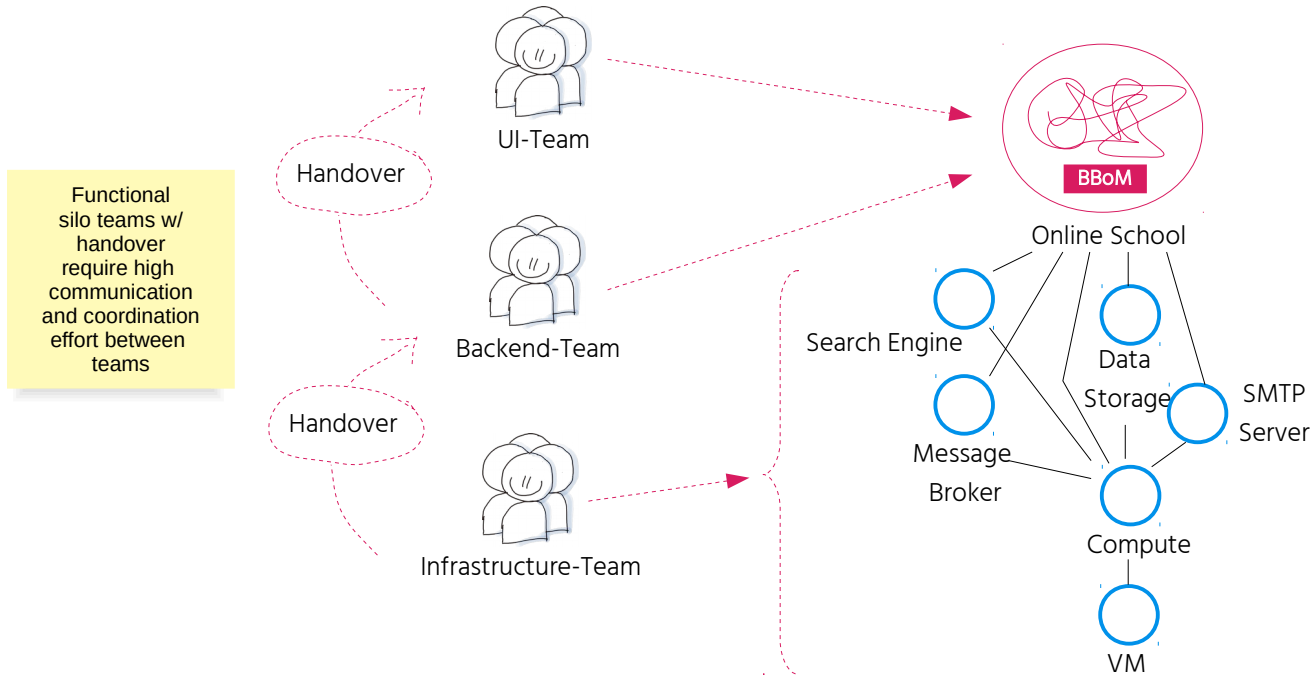 UI-Team
Handover
BBoM
Functional
silo teams w/
handover
require high
communication
and coordination
effort between
teams
Online School
Backend-Team
Search Engine
Data
Storage
SMTP
Server
Handover
Message
Broker
Compute
Infrastructure-Team
VM